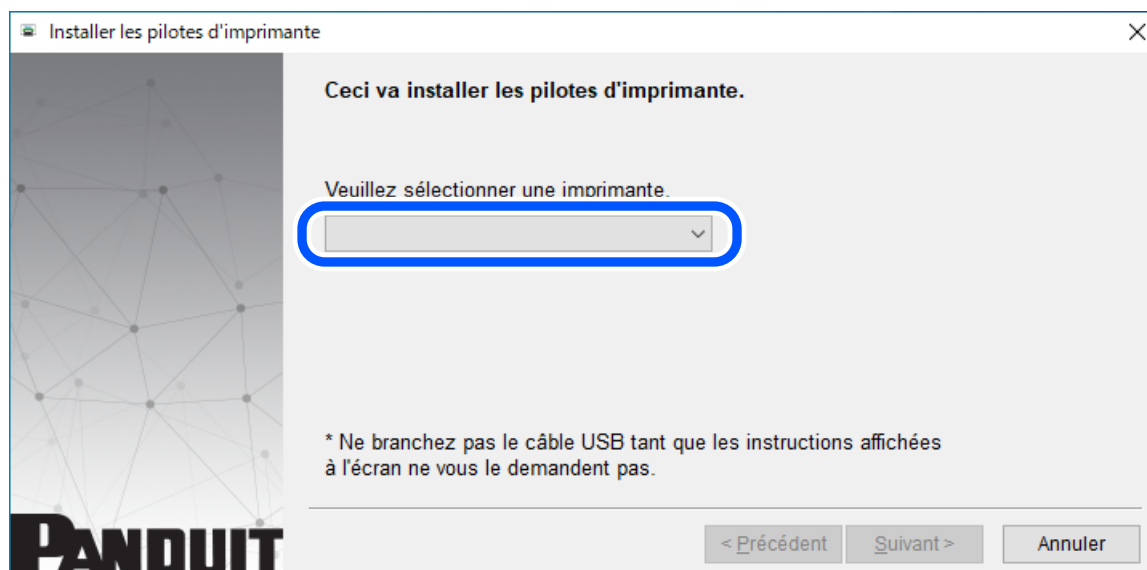 Installer les pilotes d'imprimante
Ceci va installer les pilotes d'imprimante.
Veuillez sélectionner une imprimante.
* Ne branchez pas le câble USB tant que les instructions affichées
à l'écran ne vous le demandent pas.
PANDUIT
< Précédent
Suivant >
Annuler